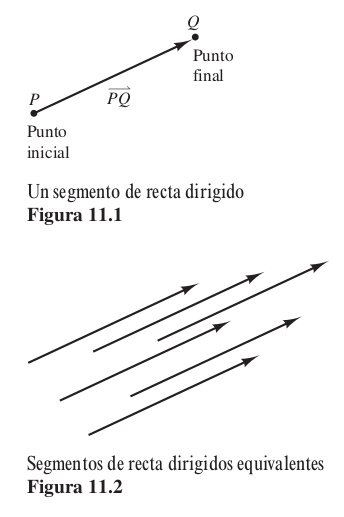 Q
Punto
final
P
PQ
Punto
inicial
Un segmento de recta dirigido
Figura 11.1
Segmentos de recta dirigidos equivalentes
Figura 11.2